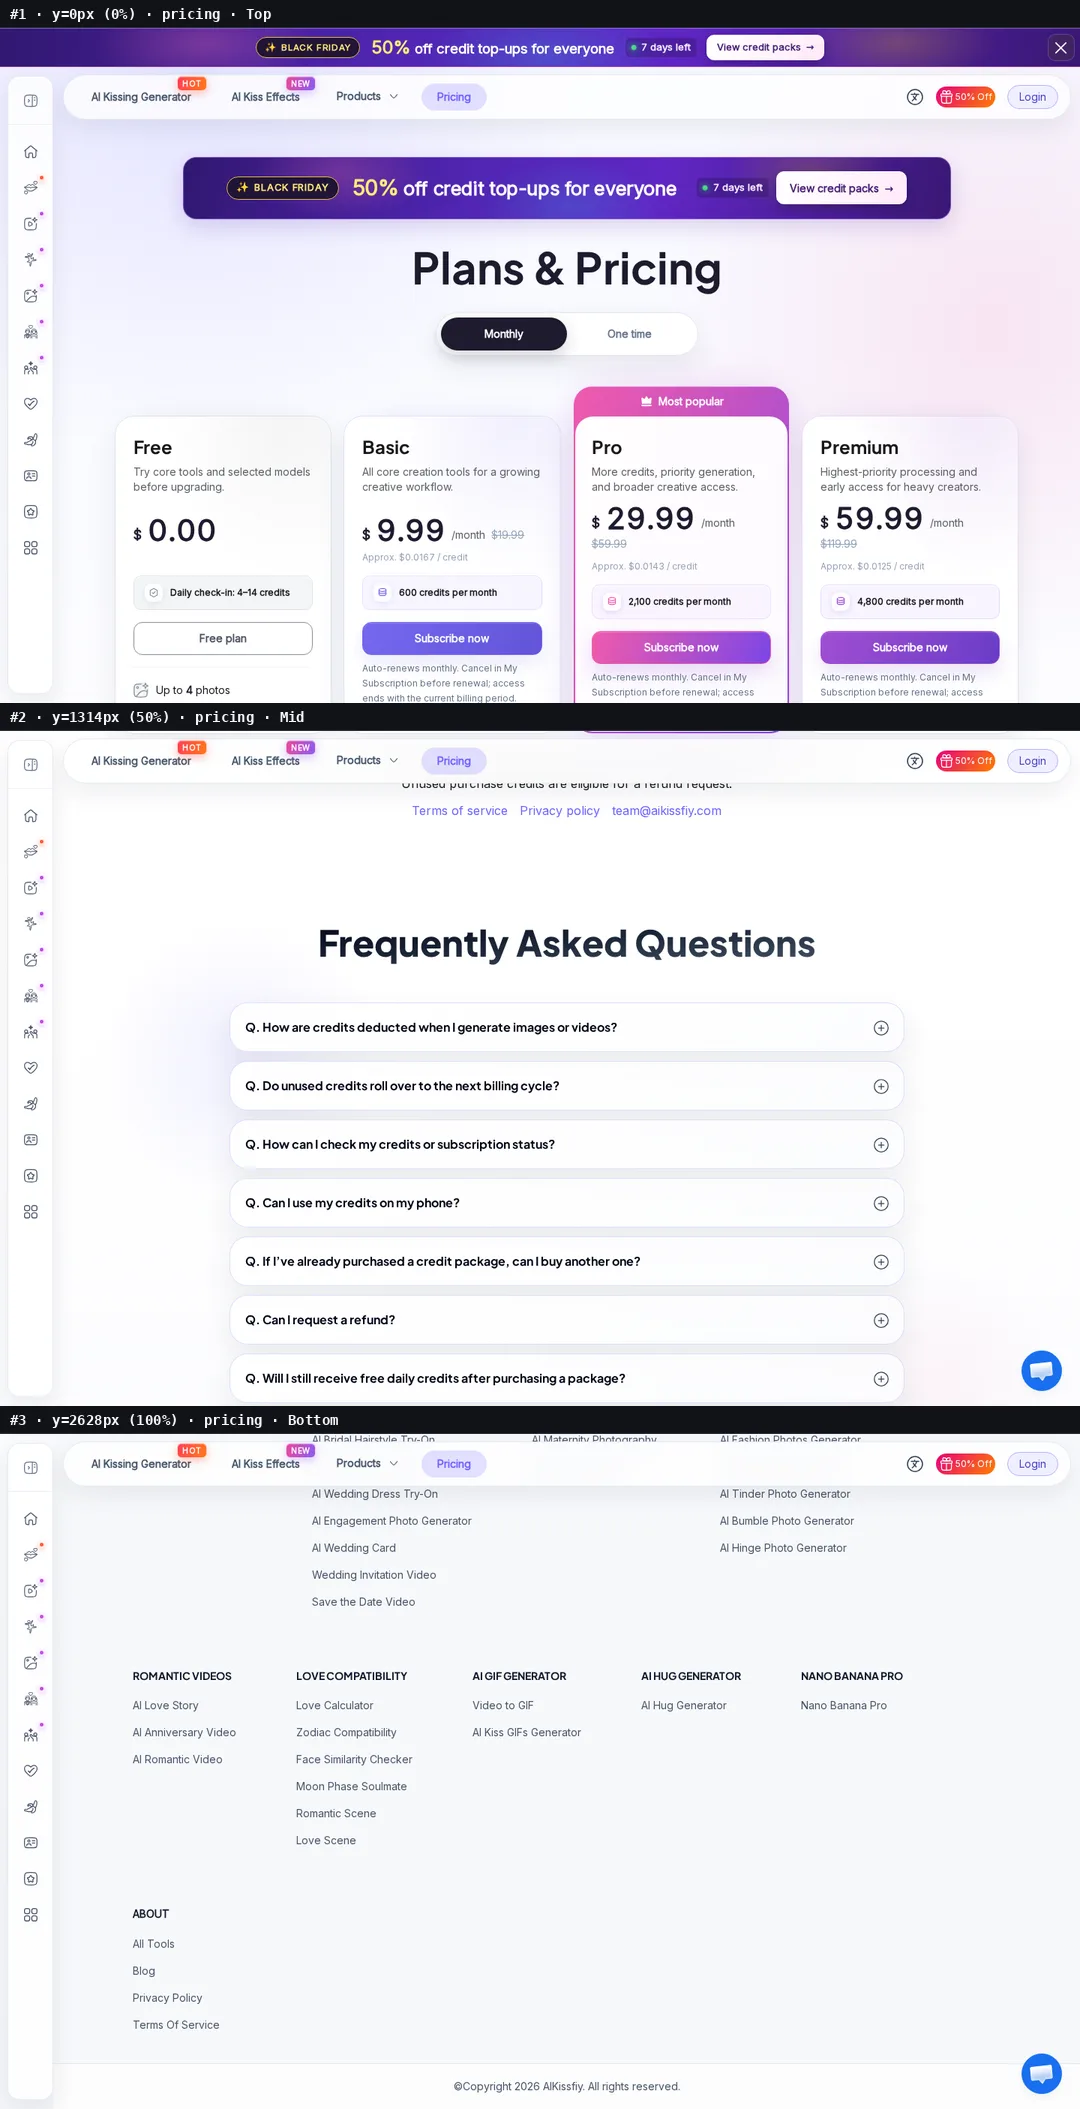 #1 · y=0px (0%) · pricing · Top
✨ BLACK FRIDAY 50% off credit top-ups for everyone 7 days left View credit packs →
HOT NEW
AI Kissing Generator AI Kiss Effects Products Pricing 50% Off Login
✨ BLACK FRIDAY 50% off credit top-ups for everyone 7 days left View credit packs →
Plans & Pricing
Monthly One time
Free
Try core tools and selected models
before upgrading.
$ 0.00
Daily check-in: 4–14 credits
Free plan
Up to 4 photos
Basic
All core creation tools for a growing
creative workflow.
$ 9.99 /month $19.99
Approx. $0.0167 / credit
600 credits per month
Subscribe now
Auto-renews monthly. Cancel in My
Subscription before renewal; access
ends with the current billing period.
Most popular
Pro
More credits, priority generation,
and broader creative access.
$ 29.99 /month
$59.99
Approx. $0.0143 / credit
2,100 credits per month
Subscribe now
Auto-renews monthly. Cancel in My
Subscription before renewal; access
Premium
Highest-priority processing and
early access for heavy creators.
$ 59.99 /month
$119.99
Approx. $0.0125 / credit
4,800 credits per month
Subscribe now
Auto-renews monthly. Cancel in My
Subscription before renewal; access
#2 · y=1314px (50%) · pricing · Mid
HOT NEW
AI Kissing Generator AI Kiss Effects Products Pricing 50% Off Login
Unused purchase credits are eligible for a refund request.
Terms of service Privacy policy team@aikissfiy.com
Frequently Asked Questions
Q. How are credits deducted when I generate images or videos?
Q. Do unused credits roll over to the next billing cycle?
Q. How can I check my credits or subscription status?
Q. Can I use my credits on my phone?
Q. If I've already purchased a credit package, can I buy another one?
Q. Can I request a refund?
Q. Will I still receive free daily credits after purchasing a package?
#3 · y=2628px (100%) · pricing · Bottom
AI Bridal Hairstyle Try-On AI Maternity Photography AI Fashion Photos Generator
HOT NEW
AI Kissing Generator AI Kiss Effects Products Pricing 50% Off Login
AI Wedding Dress Try-On
AI Engagement Photo Generator
AI Wedding Card
Wedding Invitation Video
Save the Date Video
AI Tinder Photo Generator
AI Bumble Photo Generator
AI Hinge Photo Generator
ROMANTIC VIDEOS
AI Love Story
AI Anniversary Video
AI Romantic Video
LOVE COMPATIBILITY
Love Calculator
Zodiac Compatibility
Face Similarity Checker
Moon Phase Soulmate
Romantic Scene
Love Scene
AI GIF GENERATOR
Video to GIF
AI Kiss GIFs Generator
AI HUG GENERATOR
AI Hug Generator
NANO BANANA PRO
Nano Banana Pro
ABOUT
All Tools
Blog
Privacy Policy
Terms Of Service
©Copyright 2026 AIKissfiy. All rights reserved.